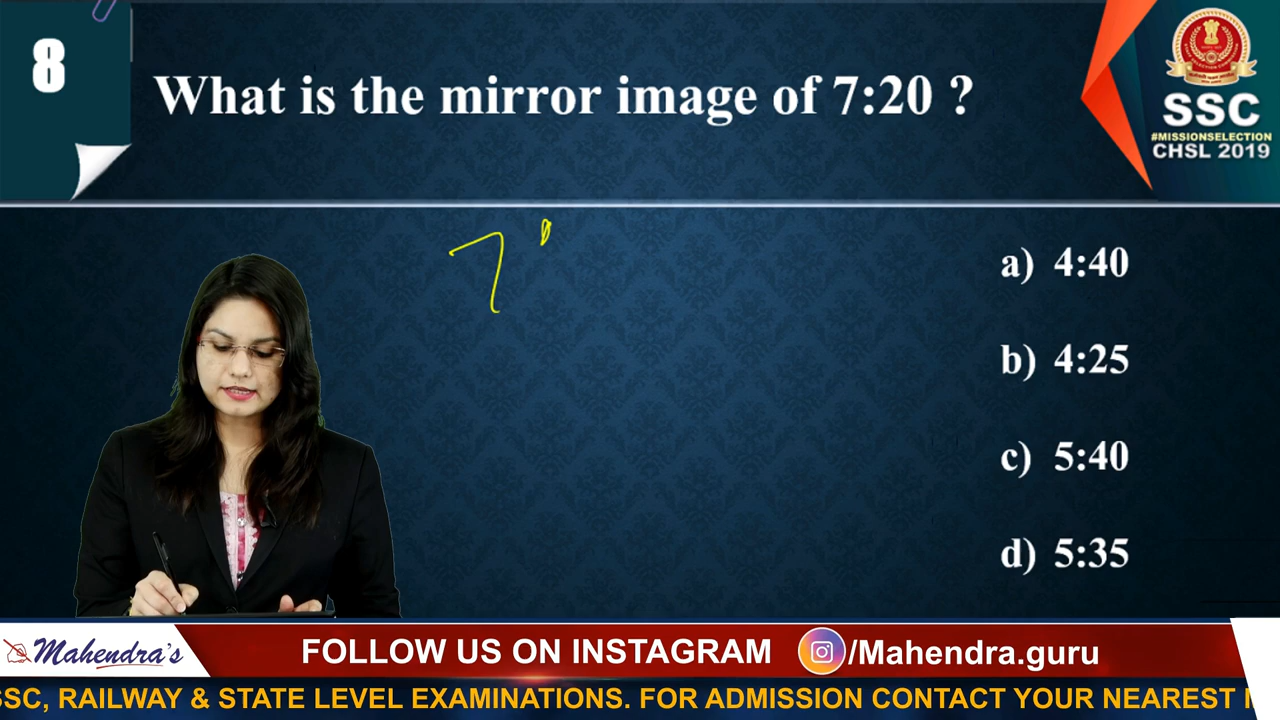 8
What is the mirror image of 7:20 ?
SSC
#MISSIONSELECTION
CHSL 2019
7
a) 4:40
b) 4:25
c) 5:40
d) 5:35
Mahendra's
FOLLOW US ON INSTAGRAM /Mahendra.guru
SSC, RAILWAY & STATE LEVEL EXAMINATIONS. FOR ADMISSION CONTACT YOUR NEAREST